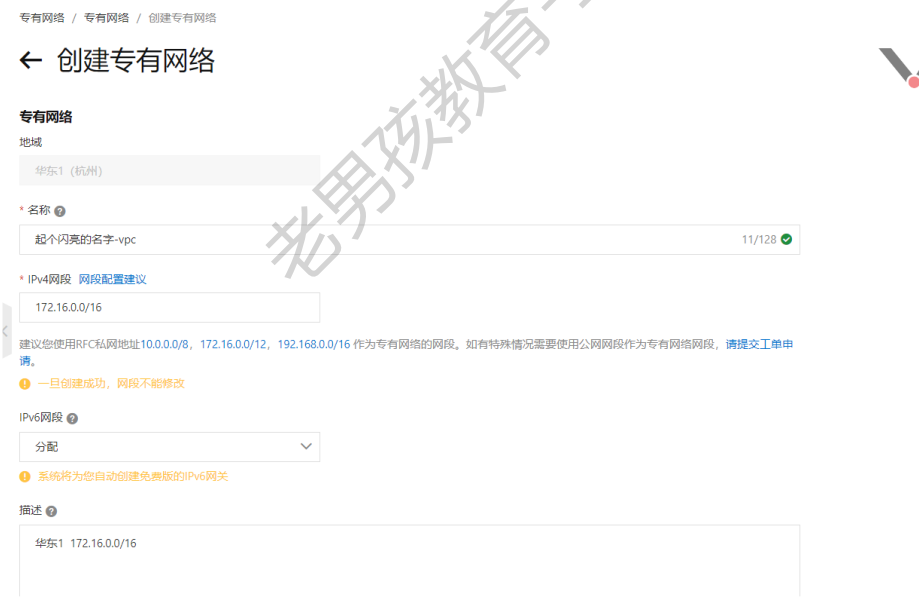 专有网络 / 专有网络 / 创建专有网络
← 创建专有网络
专有网络
地域
华东1（杭州）
* 名称
起个闪亮的名字-vpc
11/128
* IPv4网段 网段配置建议
172.16.0.0/16
建议您使用RFC私网地址10.0.0.0/8，172.16.0.0/12，192.168.0.0/16 作为专有网络的网段。如有特殊情况需要使用公网网段作为专有网络网段，请提交工单申
请。
一旦创建成功，网段不能修改
IPv6网段
分配
系统将为您自动创建免费版的IPv6网关
描述
华东1 172.16.0.0/16
老男孩教育